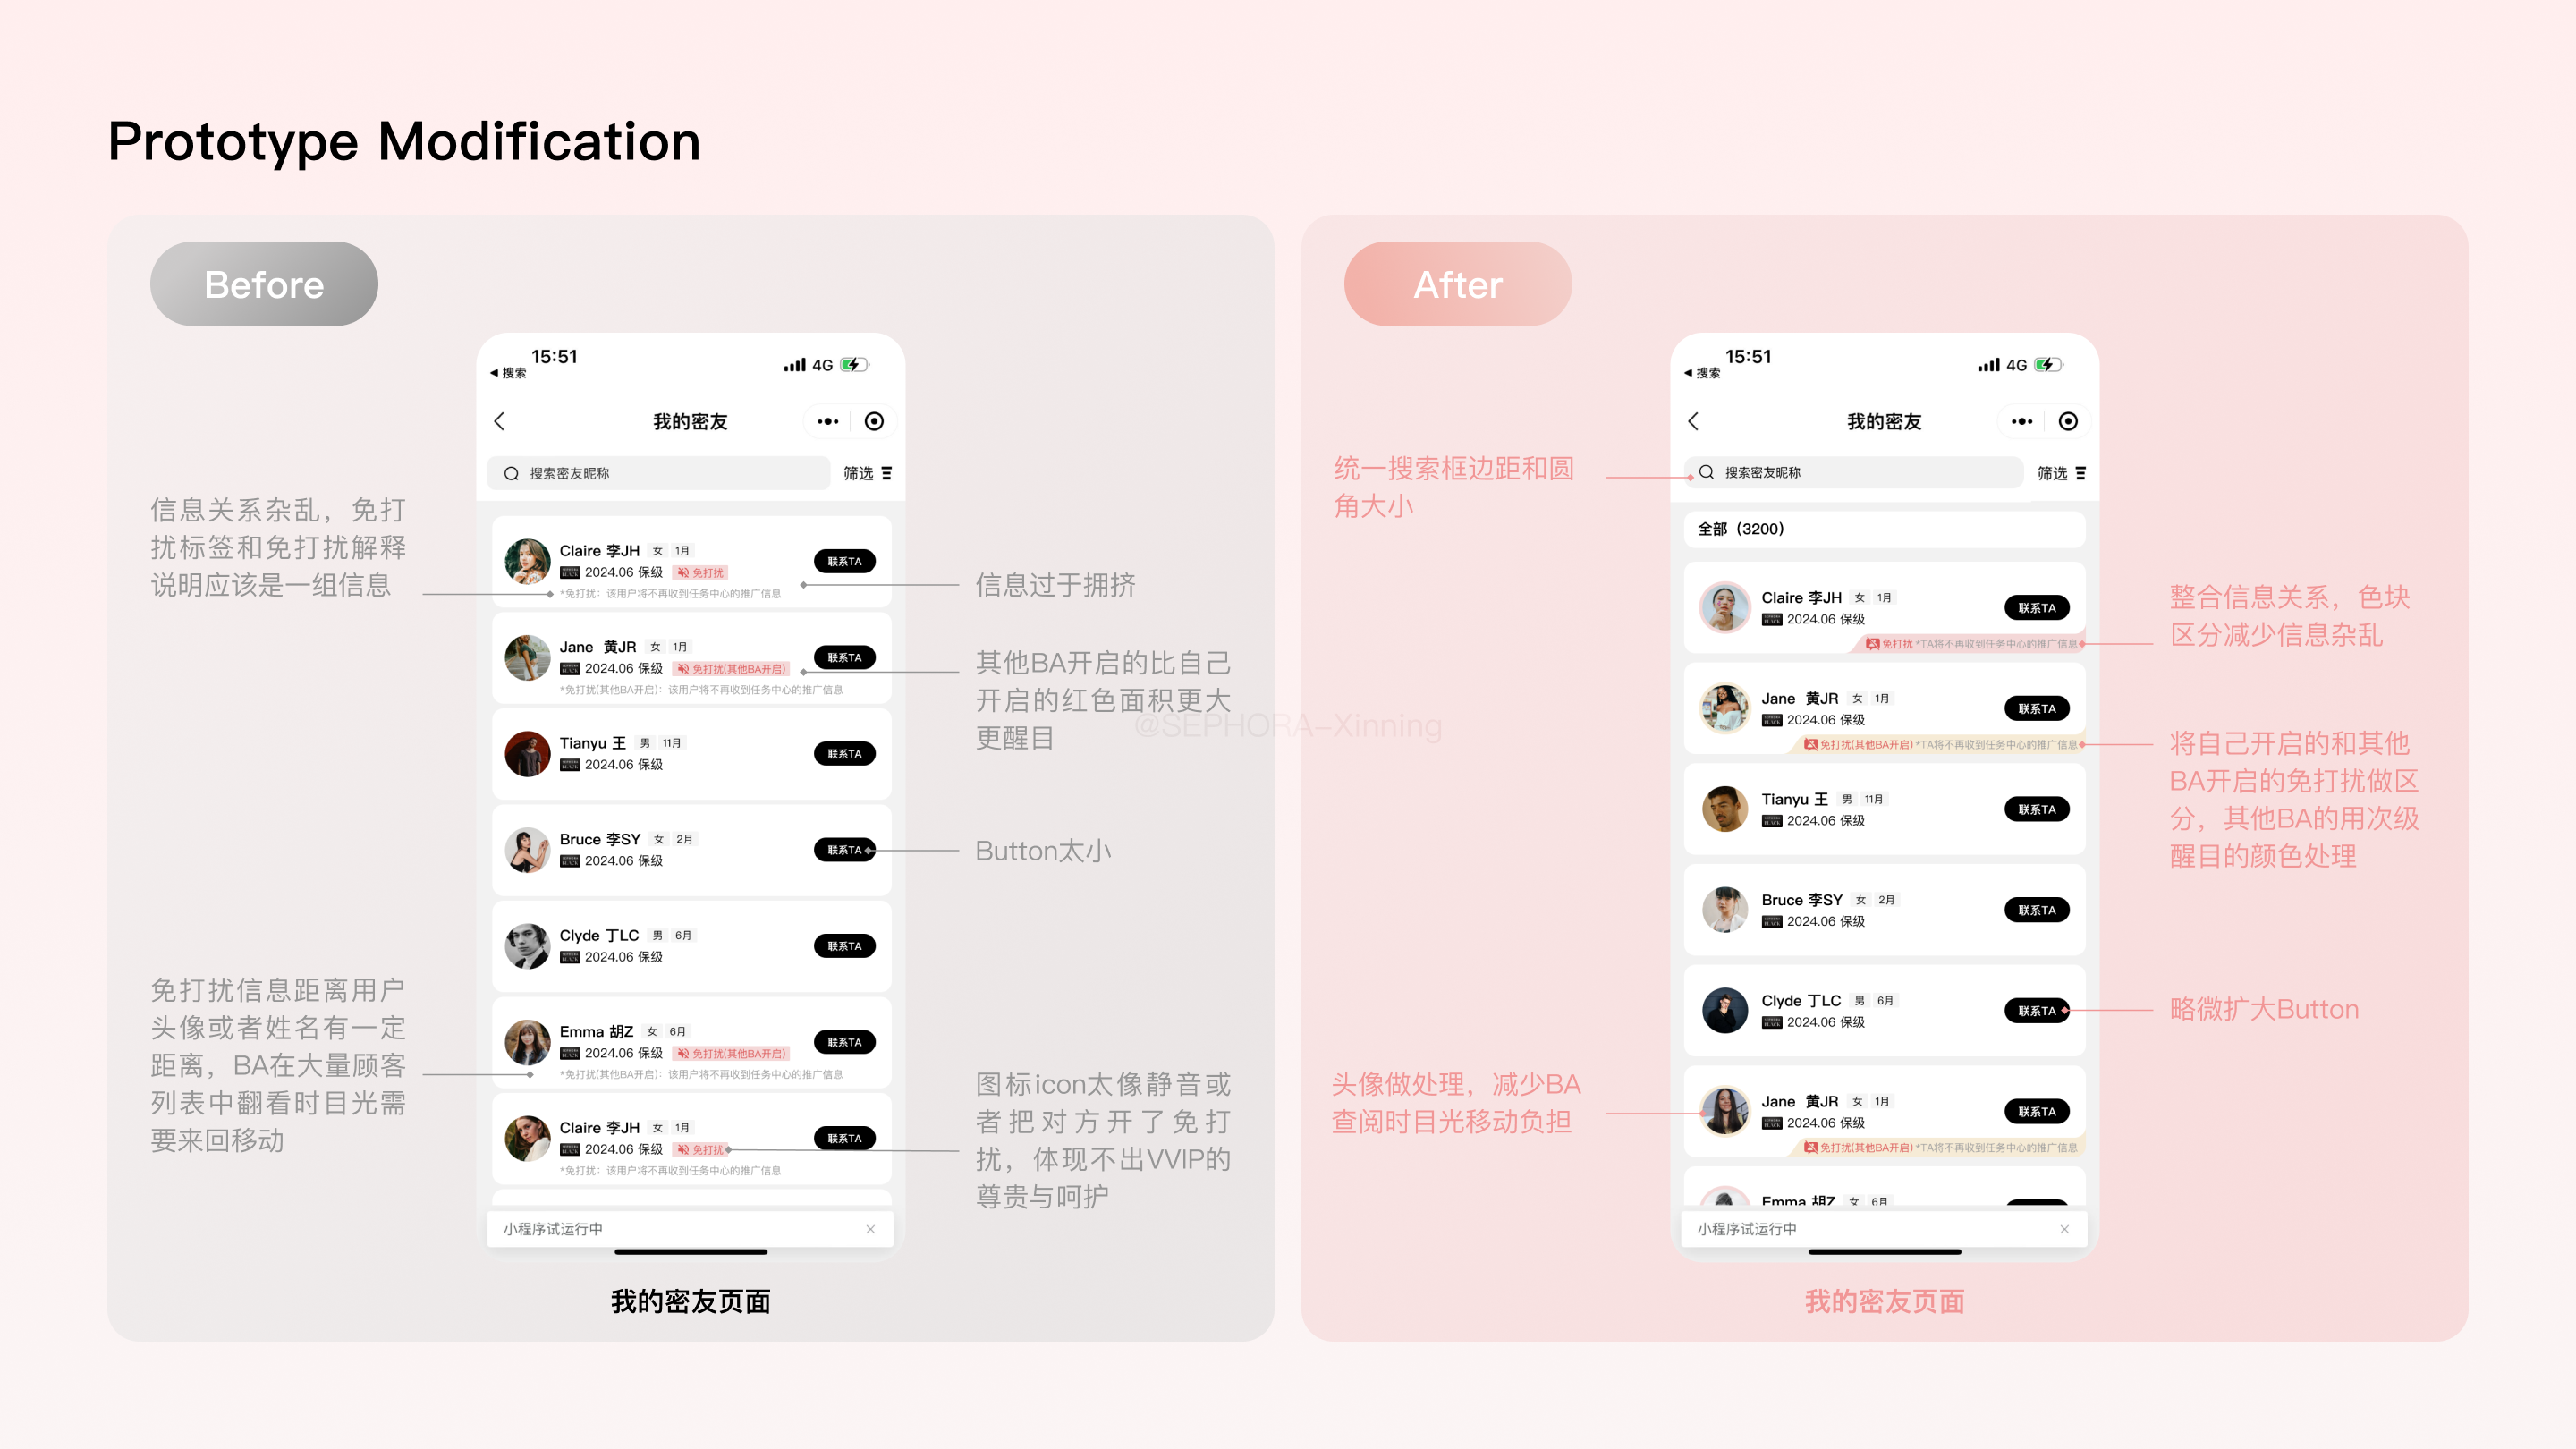 Prototype Modification
Before
15:51
搜索
4G
我的密友
搜索密友昵称
筛选
Claire 李JH 女 1月
2024.06 保级 免打扰
*免打扰：该用户将不再收到任务中心的推广信息
联系TA
Jane 黄JR 女 1月
2024.06 保级 免打扰(其他BA开启)
*免打扰(其他BA开启)：该用户将不再收到任务中心的推广信息
联系TA
Tianyu 王 男 11月
2024.06 保级
联系TA
Bruce 李SY 女 2月
2024.06 保级
联系TA
Clyde 丁LC 男 6月
2024.06 保级
联系TA
Emma 胡Z 女 6月
2024.06 保级 免打扰(其他BA开启)
*免打扰(其他BA开启)：该用户将不再收到任务中心的推广信息
联系TA
Claire 李JH 女 1月
2024.06 保级 免打扰
*免打扰：该用户将不再收到任务中心的推广信息
联系TA
小程序试运行中
我的密友页面
信息关系杂乱，免打
扰标签和免打扰解释
说明应该是一组信息
免打扰信息距离用户
头像或者姓名有一定
距离，BA在大量顾客
列表中翻看时目光需
要来回移动
信息过于拥挤
其他BA开启的比自己
开启的红色面积更大
更醒目
Button太小
图标icon太像静音或
者把对方开了免打
扰，体现不出VVIP的
尊贵与呵护
@SEPHORA-Xinning
After
15:51
搜索
4G
我的密友
搜索密友昵称
筛选
全部（3200）
Claire 李JH 女 1月
2024.06 保级
联系TA
免打扰 *TA将不再收到任务中心的推广信息
Jane 黄JR 女 1月
2024.06 保级
联系TA
免打扰(其他BA开启) *TA将不再收到任务中心的推广信息
Tianyu 王 男 11月
2024.06 保级
联系TA
Bruce 李SY 女 2月
2024.06 保级
联系TA
Clyde 丁LC 男 6月
2024.06 保级
联系TA
Jane 黄JR 女 1月
2024.06 保级
联系TA
免打扰(其他BA开启) *TA将不再收到任务中心的推广信息
Emma 胡Z 女 6月
小程序试运行中
我的密友页面
统一搜索框边距和圆
角大小
头像做处理，减少BA
查阅时目光移动负担
整合信息关系，色块
区分减少信息杂乱
将自己开启的和其他
BA开启的免打扰做区
分，其他BA的用次级
醒目的颜色处理
略微扩大Button